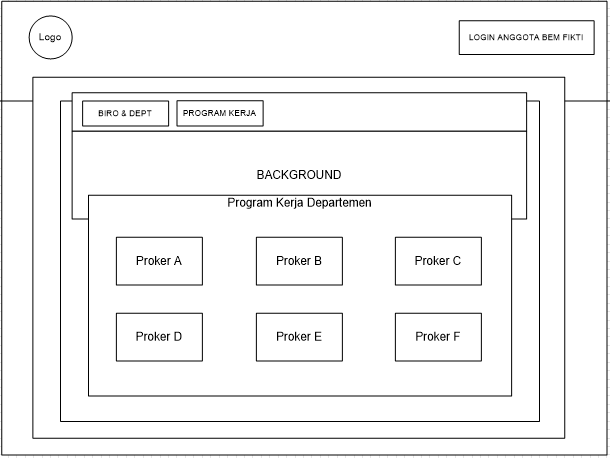 Logo
LOGIN ANGGOTA BEM FIKTI
BIRO & DEPT
PROGRAM KERJA
BACKGROUND
Program Kerja Departemen
Proker A
Proker B
Proker C
Proker D
Proker E
Proker F